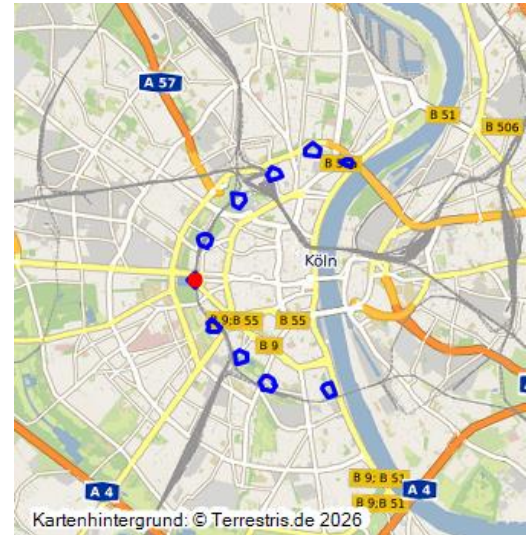 A 57
B 51
B 506
Köln
B 9;B 55
B 55
B 9
B 9; B 51
A 4
A 4
B 9;B 51
Kartenhintergrund: © Terrestris.de 2026